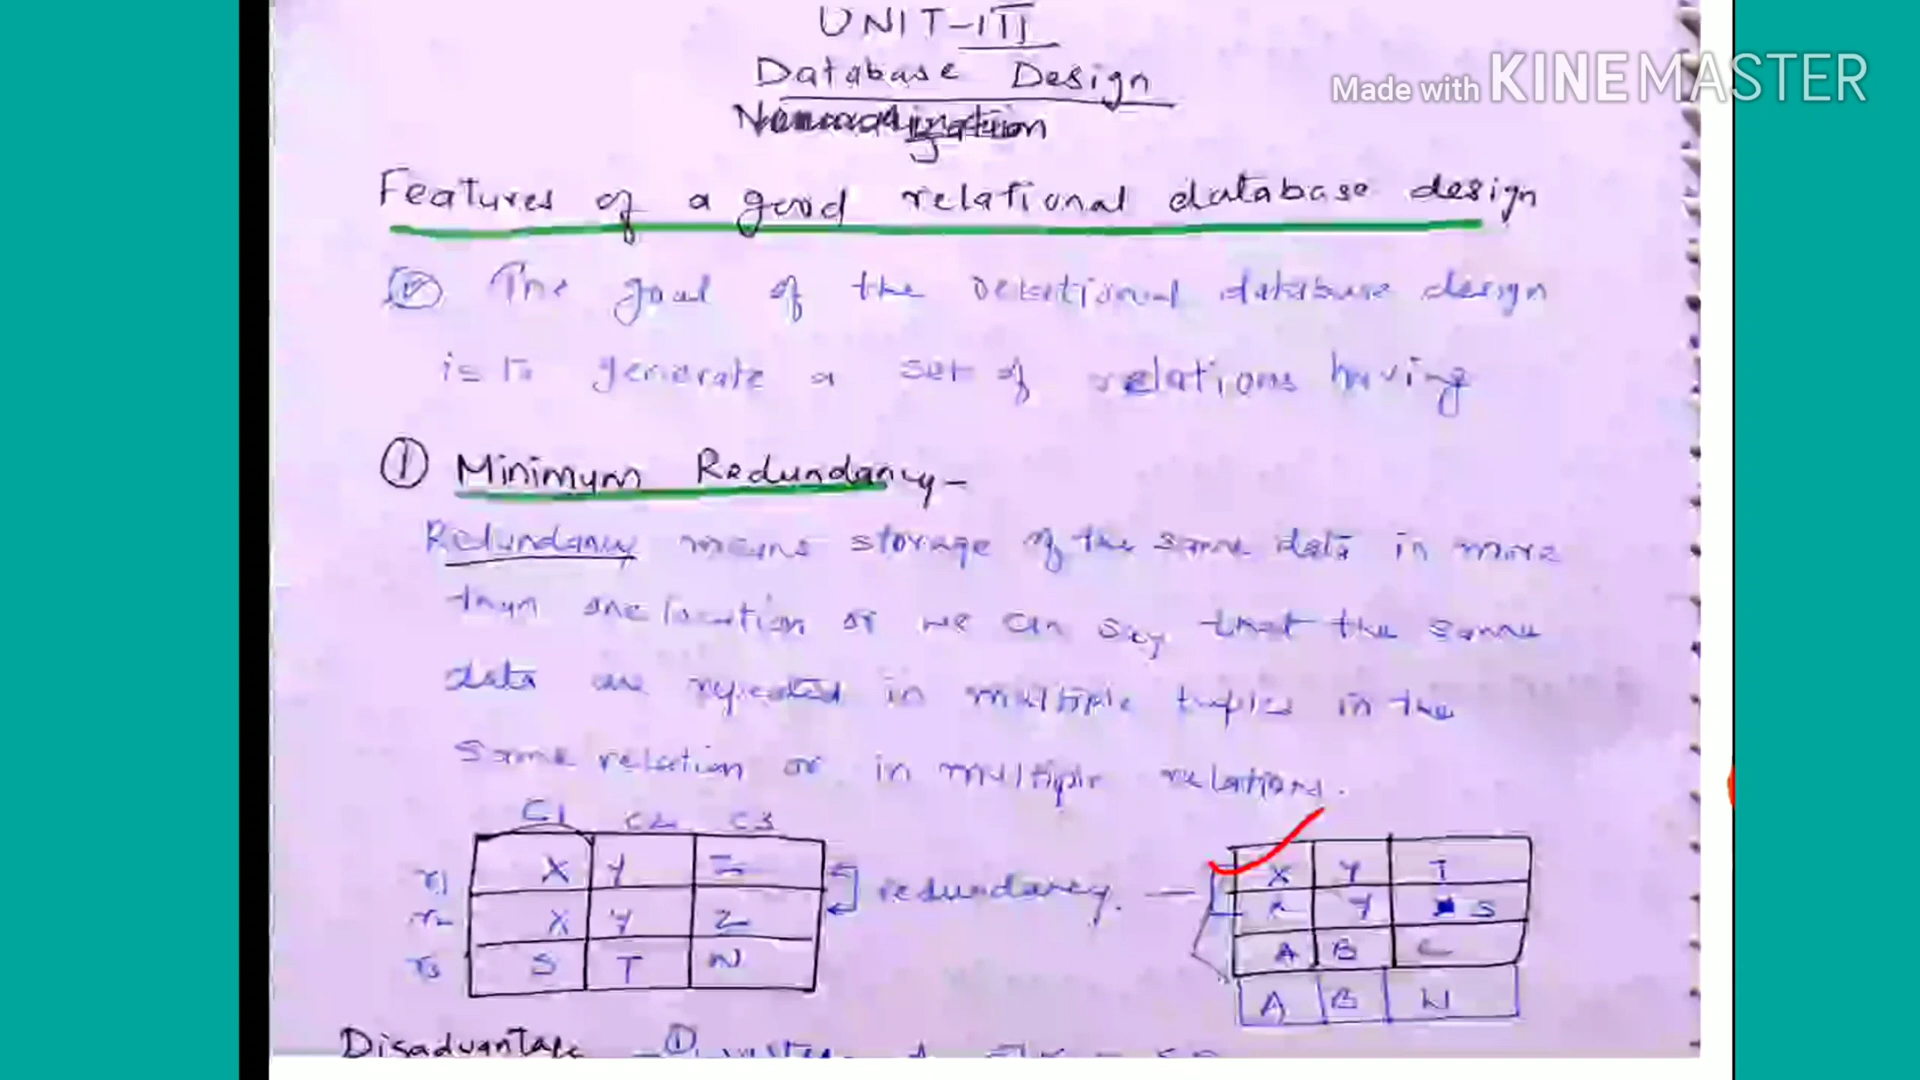 UNIT-III
Made with KINEMASTER
Database Design
Features of a good relational database design
The goal of the relational database design
is to generate a set of relations having
① Minimum Redundancy-
Redundancy means storage of the same data in more
than one location or we can say that the same
data are repeated in multiple tuples in the
same relation or in multiple relations.
C1 C2 C3
r1 X Y Z redundancy. X Y T
r2 X Y Z Y S
r3 S T W A B C
A B W
Disadvantage - ①